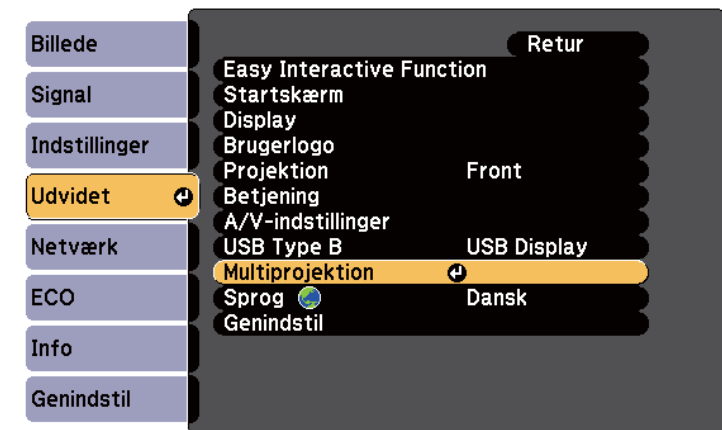 Billede
Signal
Indstillinger
Udvidet
Netværk
ECO
Info
Genindstil
Retur
Easy Interactive Function
Startskærm
Display
Brugerlogo
Projektion Front
Betjening
A/V-indstillinger
USB Type B USB Display
Multiprojektion
Sprog Dansk
Genindstil